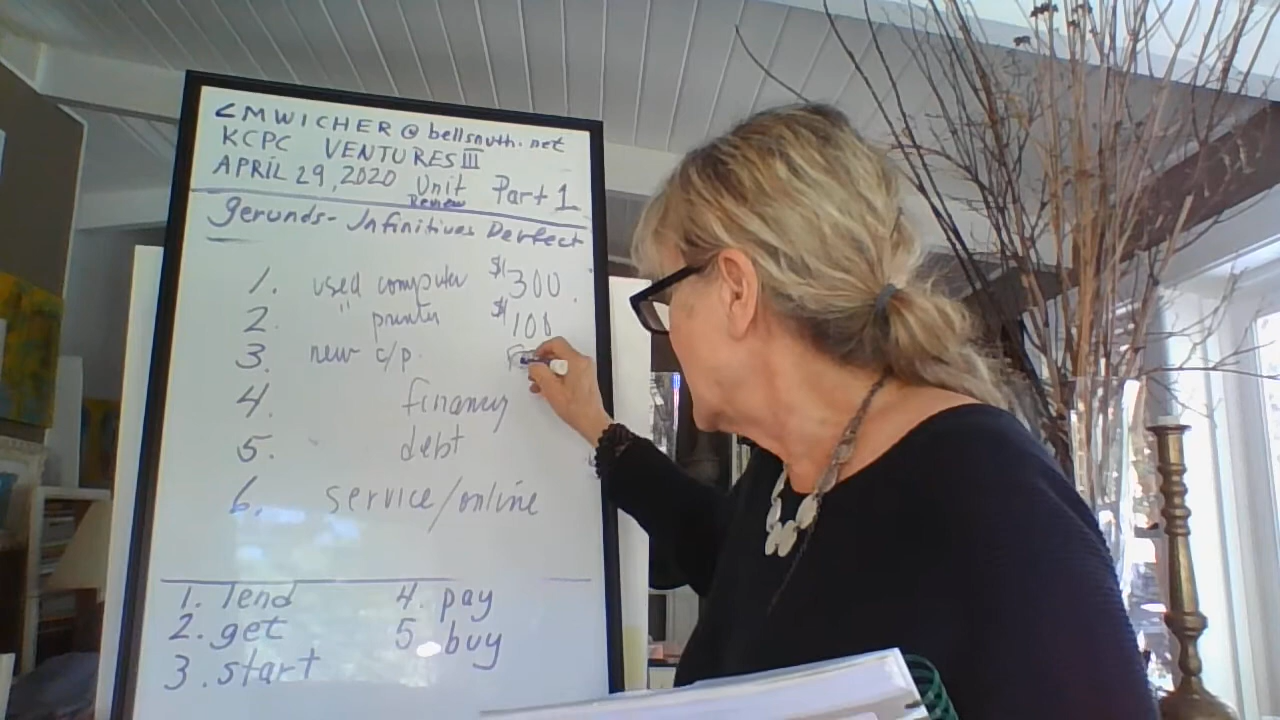 CMWICHER@bellsouth.net
KCPC VENTURES III
APRIL 29, 2020 Unit Review Part 1
gerunds - Infinitives Perfect
1. used computer $300.
2. " printer $100
3. new c/p.
4. financing
5. debt
6. service/online
1. lend 4. pay
2. get 5. buy
3. start